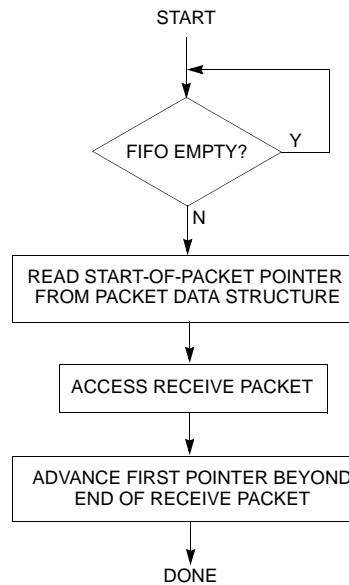 START
FIFO EMPTY?
Y
N
READ START-OF-PACKET POINTER
FROM PACKET DATA STRUCTURE
ACCESS RECEIVE PACKET
ADVANCE FIRST POINTER BEYOND
END OF RECEIVE PACKET
DONE